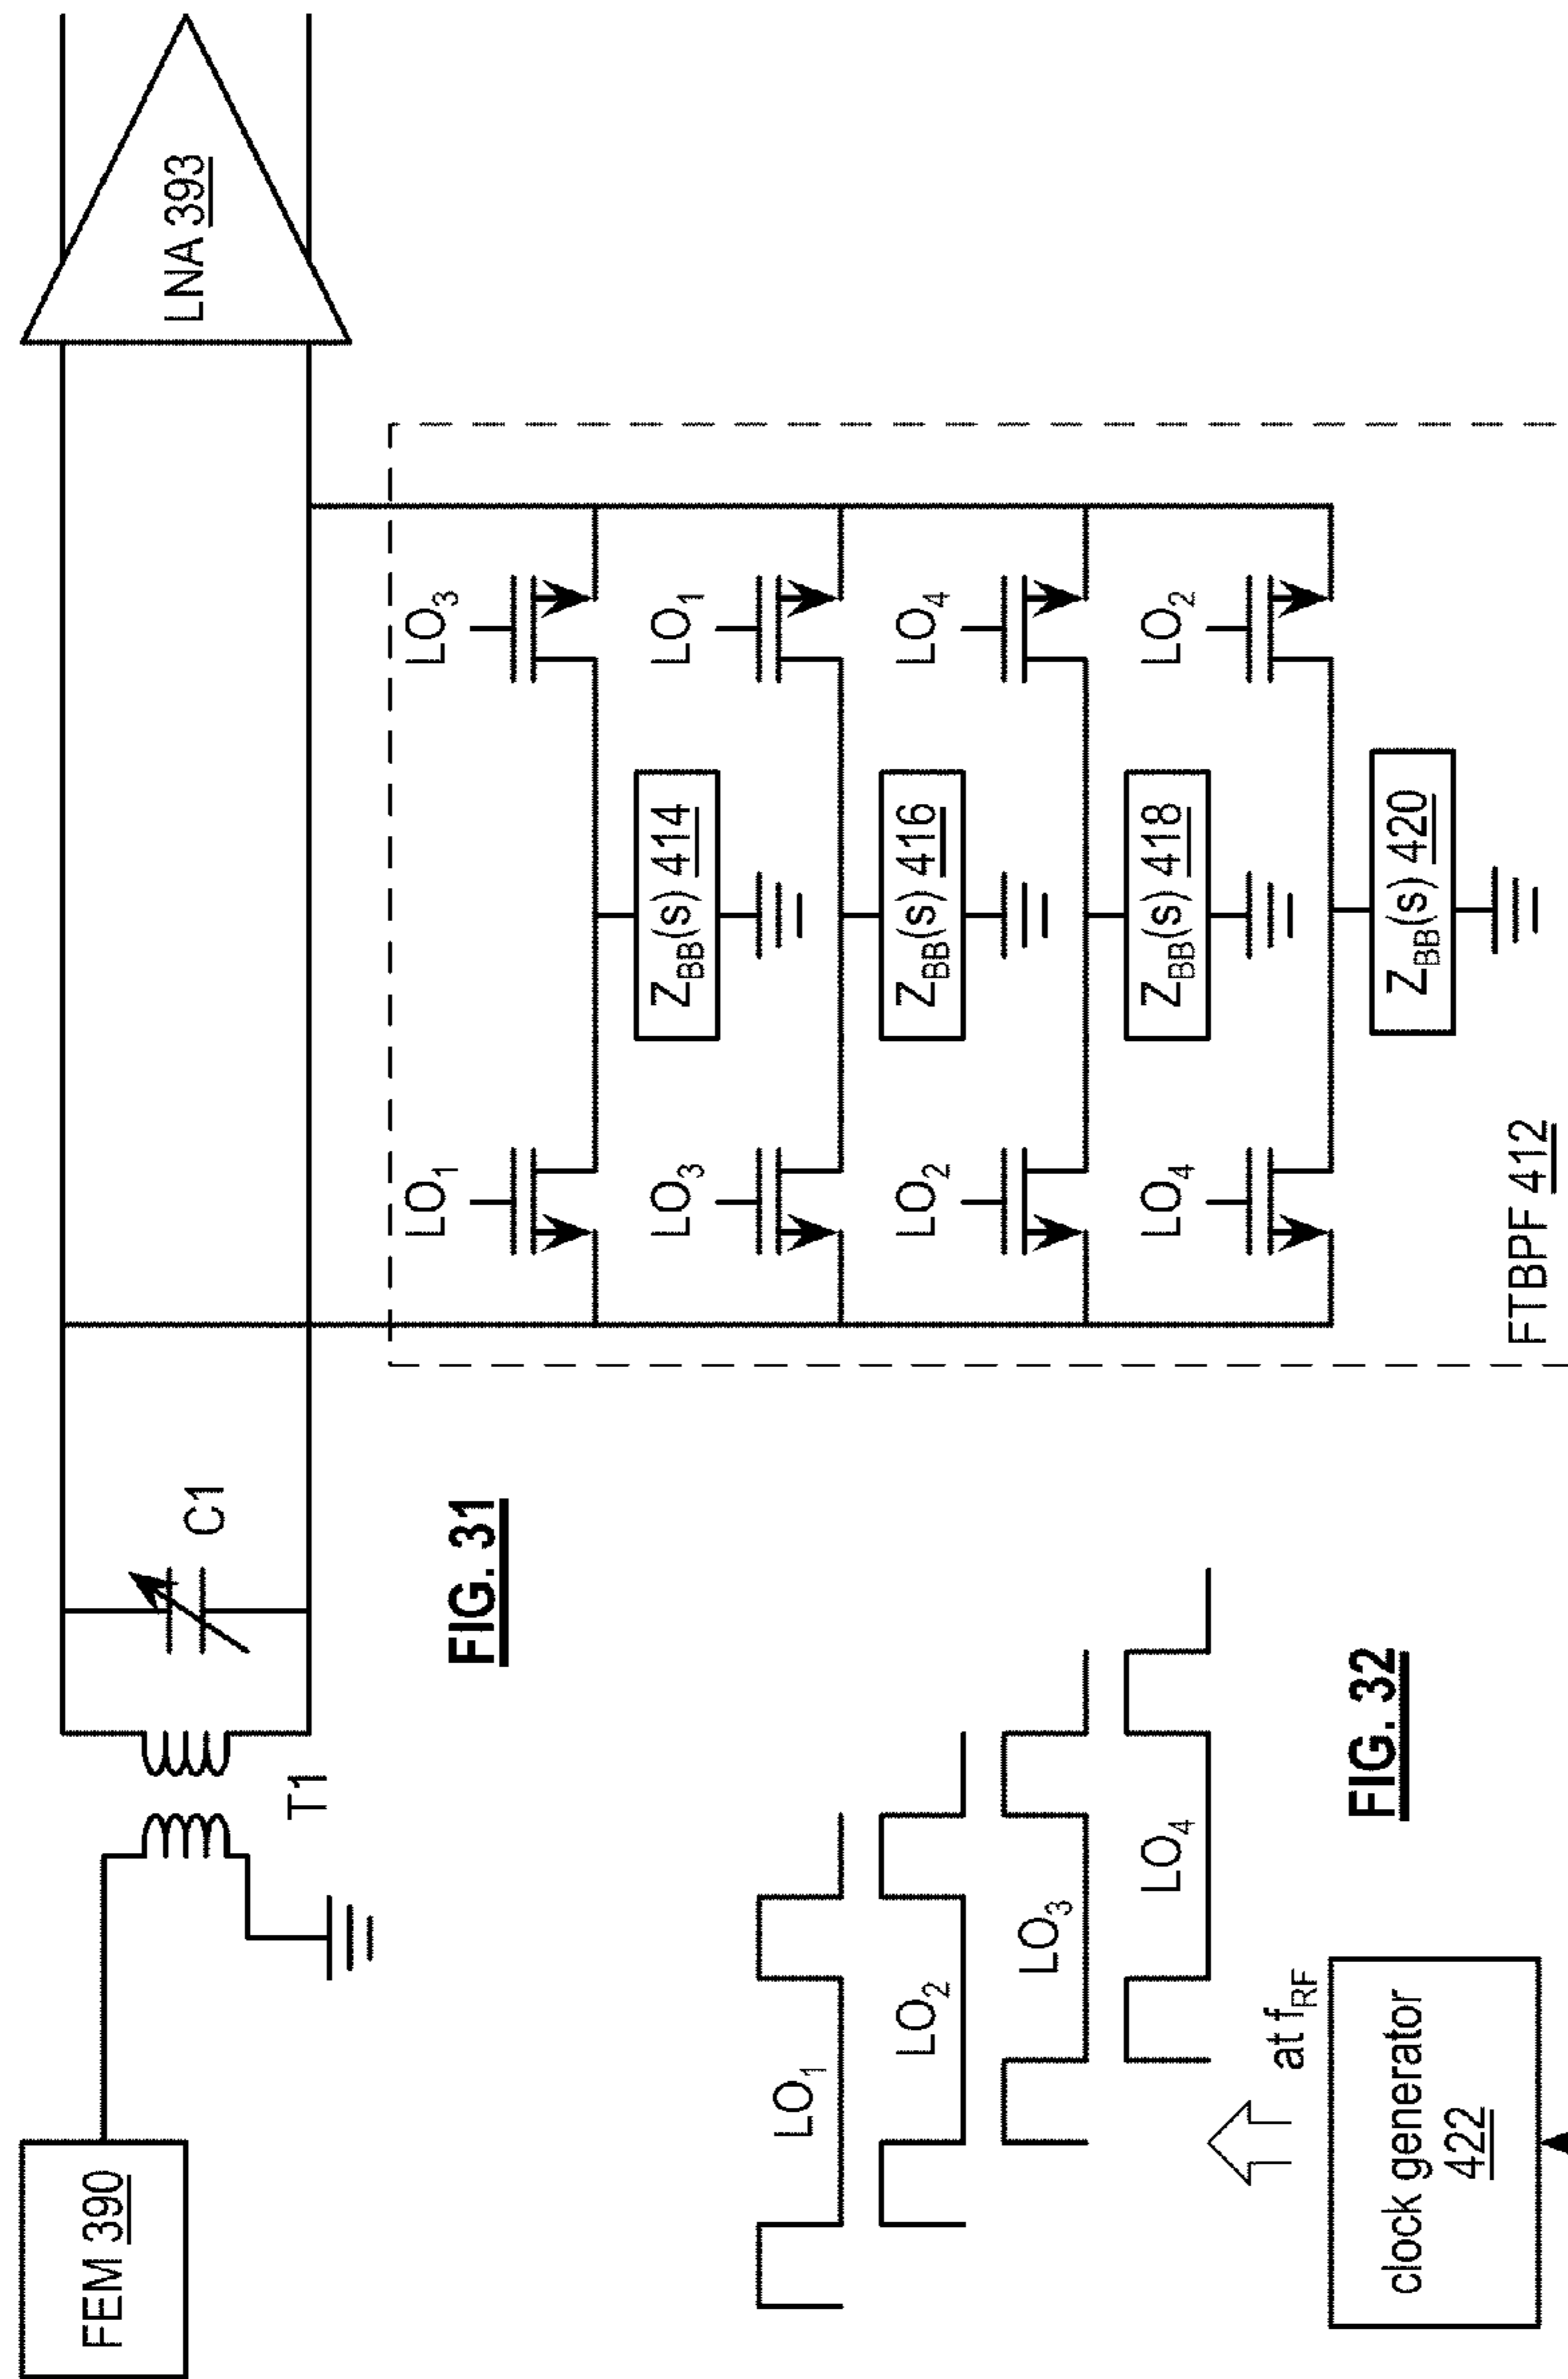 FEM 390
T1
C1
LNA 393
FIG. 31
LO1
LO3
LO3
LO1
LO2
LO4
LO4
LO2
ZBB(s) 414
ZBB(s) 416
ZBB(s) 418
ZBB(s) 420
FTBPF 412
LO1
LO2
LO3
LO4
at fRF
clock generator
422
FIG. 32